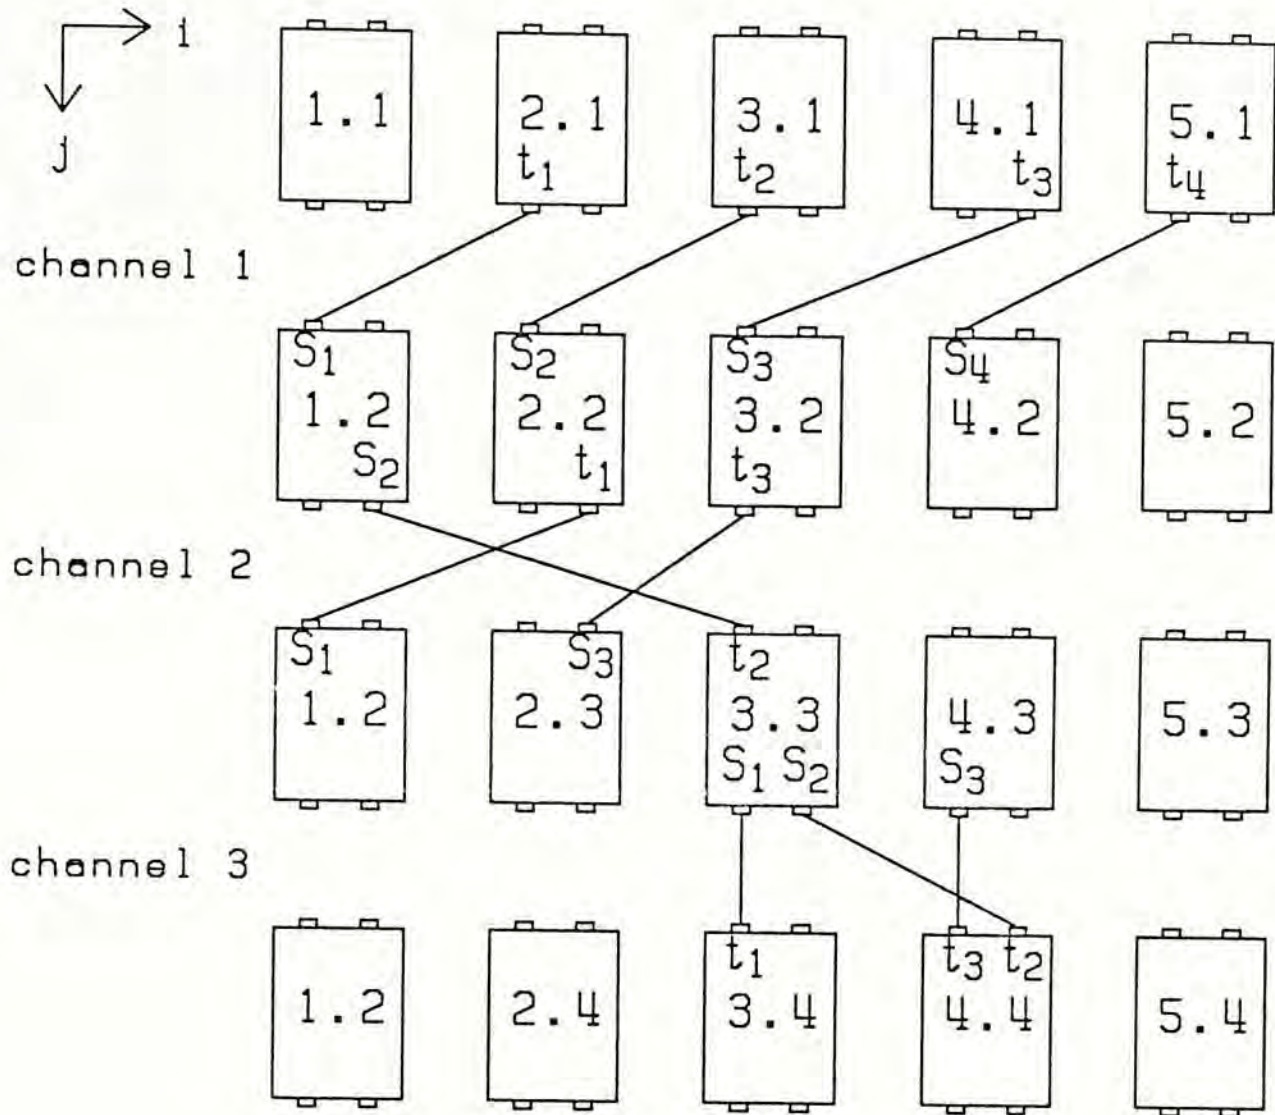 i
j
1.1 2.1 3.1 4.1 5.1
t1 t2 t3 t4
channel 1
S1 S2 S3 S4
1.2 2.2 3.2 4.2 5.2
S2 t1 t3
channel 2
S1 S3 t2
1.2 2.3 3.3 4.3 5.3
S1 S2 S3
channel 3
t1 t3 t2
1.2 2.4 3.4 4.4 5.4